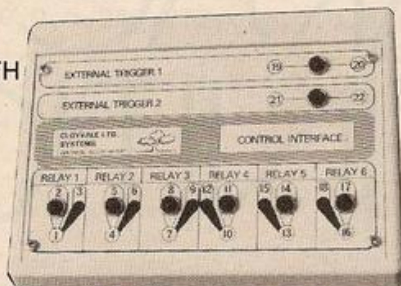 TH
EXTERNAL TRIGGER 1 19 20
EXTERNAL TRIGGER 2 21 22
CLOVALE LTD
SYSTEMS
CONTROL INTERFACE
RELAY 1 RELAY 2 RELAY 3 RELAY 4 RELAY 5 RELAY 6
2 3 5 6 8 9 12 11 15 14 18 17
1 4 7 10 13 16